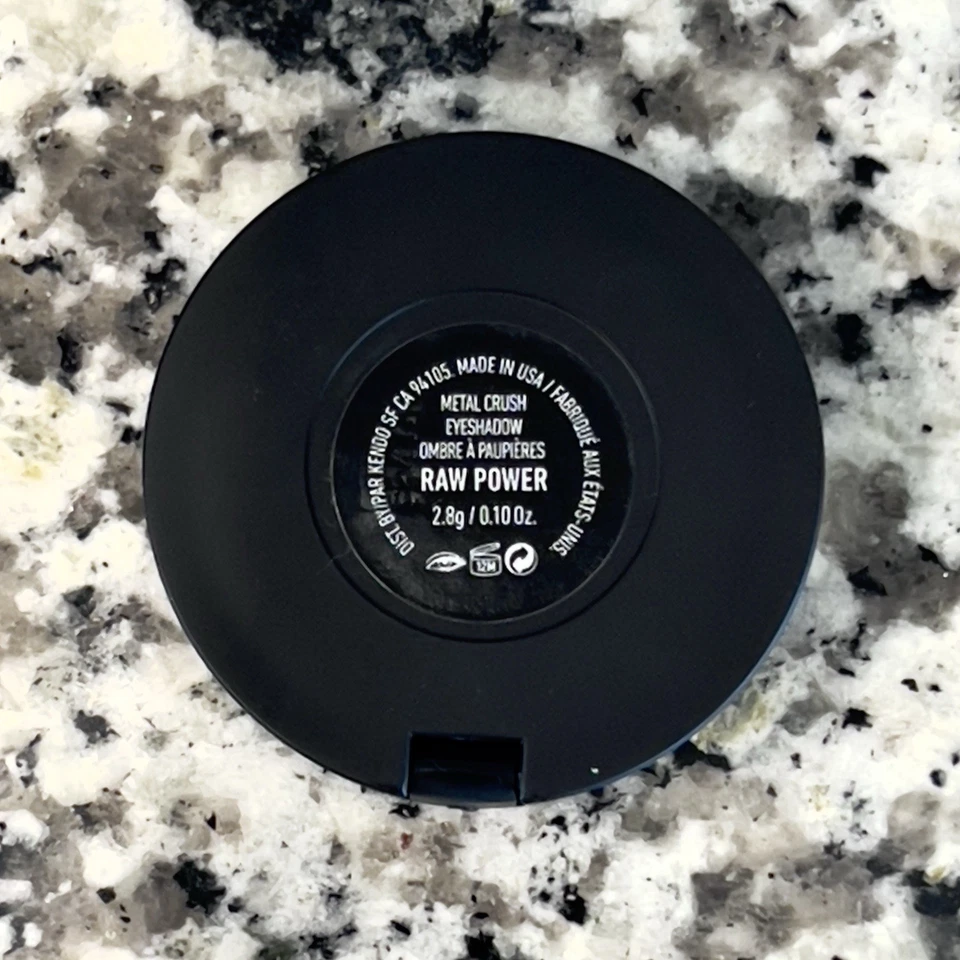 DIST. BY/PAR KENDO SF CA 94105. MADE IN USA / FABRIQUÉ AUX ÉTATS-UNIS.
METAL CRUSH
EYESHADOW
OMBRE À PAUPIÈRES
RAW POWER
2.8g / 0.10 Oz.
12M